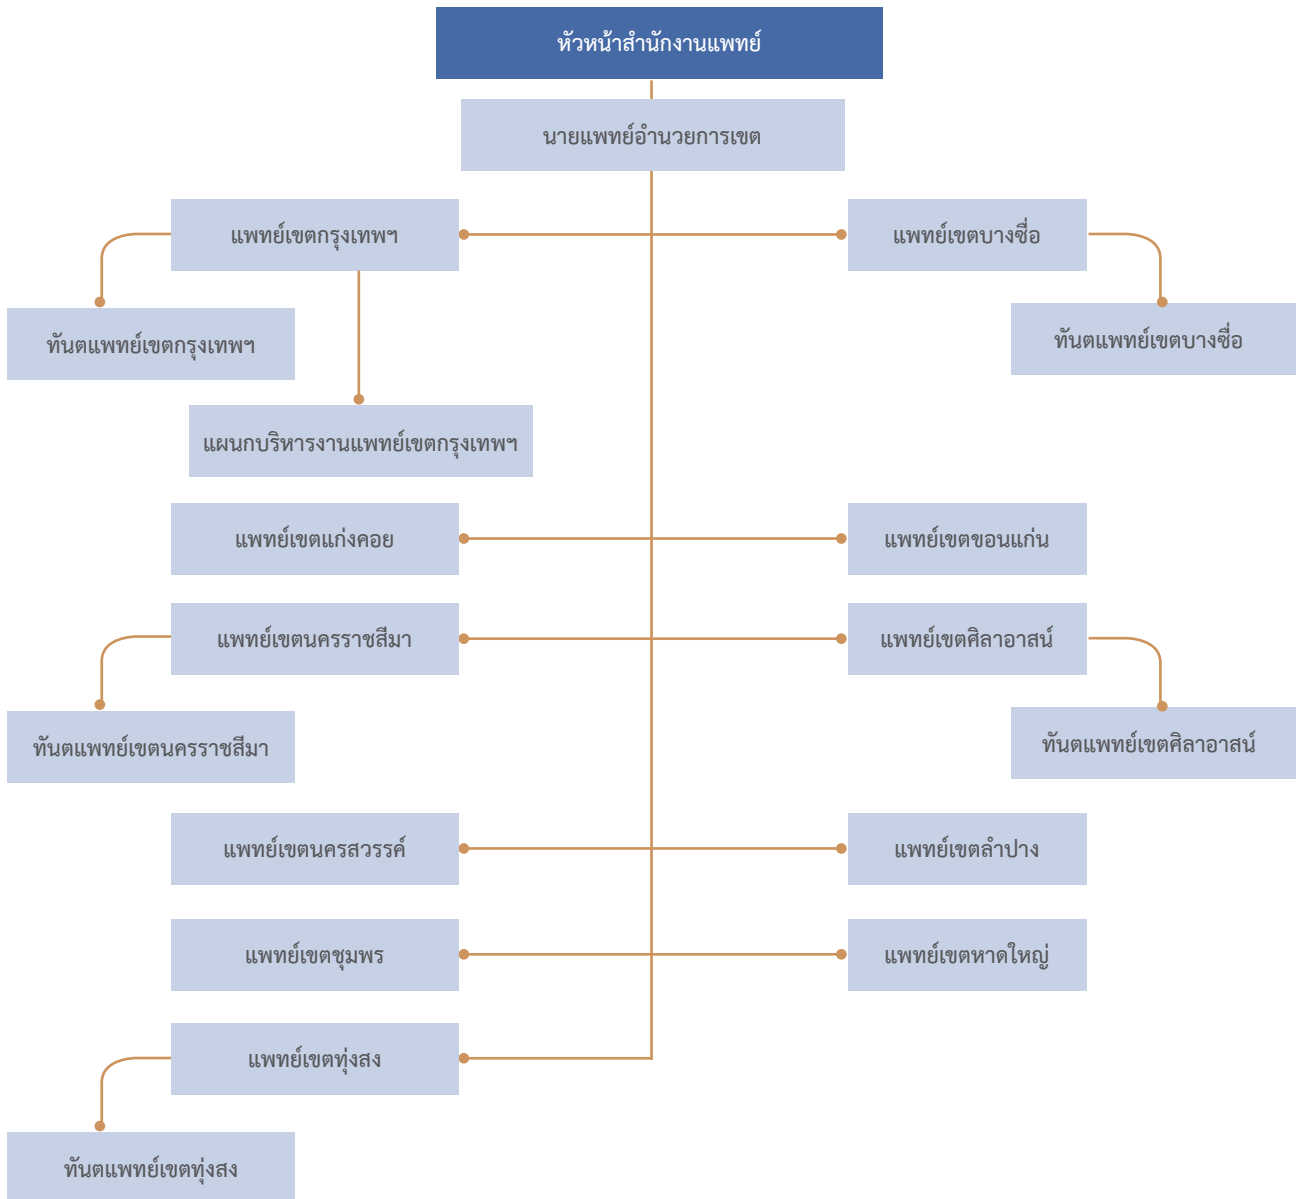 หัวหน้าสำนักงานแพทย์
นายแพทย์อำนวยการเขต
แพทย์เขตกรุงเทพฯ
แพทย์เขตบางซื่อ
ทันตแพทย์เขตกรุงเทพฯ
ทันตแพทย์เขตบางซื่อ
แผนกบริหารงานแพทย์เขตกรุงเทพฯ
แพทย์เขตแก่งคอย
แพทย์เขตขอนแก่น
แพทย์เขตนครราชสีมา
แพทย์เขตศิลาอาสน์
ทันตแพทย์เขตนครราชสีมา
ทันตแพทย์เขตศิลาอาสน์
แพทย์เขตนครสวรรค์
แพทย์เขตลำปาง
แพทย์เขตชุมพร
แพทย์เขตหาดใหญ่
แพทย์เขตทุ่งสง
ทันตแพทย์เขตทุ่งสง